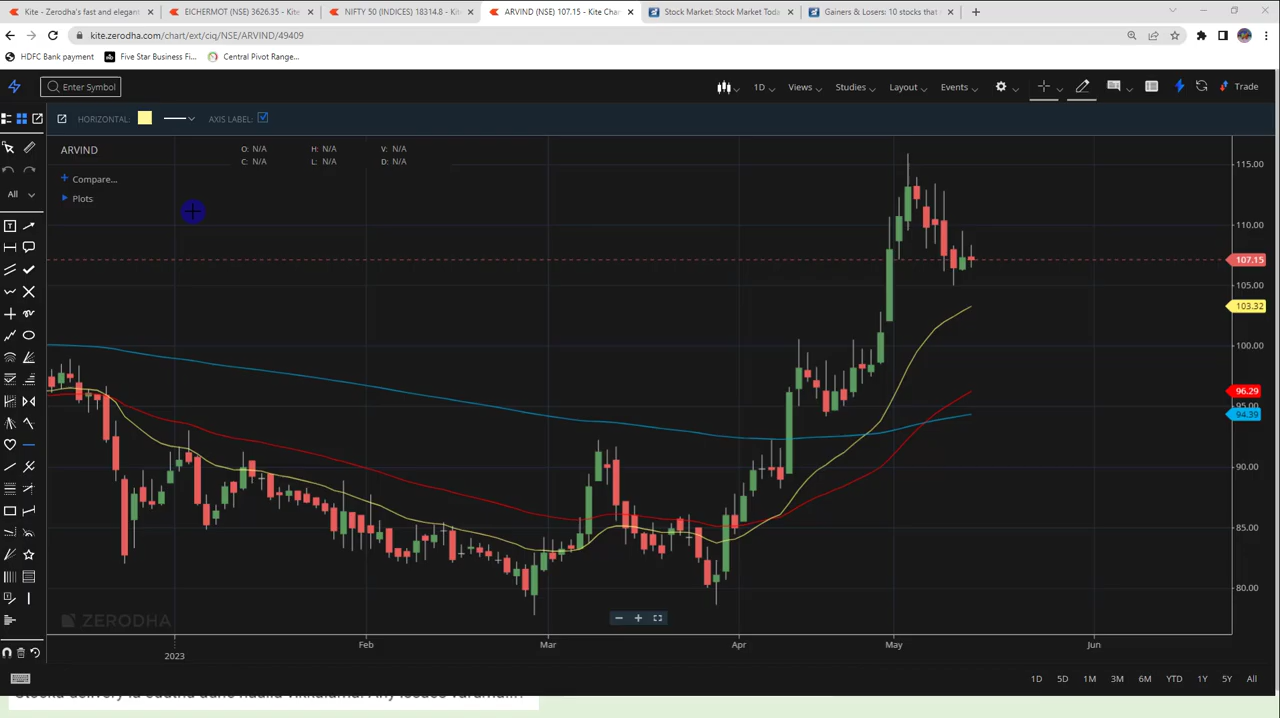 Kite - Zerodha's fast and elegant
EICHERMOT (NSE) 3626.35 - Kite
NIFTY 50 (INDICES) 18314.8 - Kite
ARVIND (NSE) 107.15 - Kite Cha
Stock Market: Stock Market Toda
Gainers & Losers: 10 stocks that
kite.zerodha.com/chart/ext/ciq/NSE/ARVIND/49409
HDFC Bank payment
Five Star Business Fi...
Central Pivot Range...
Enter Symbol
1D
Views
Studies
Layout
Events
Trade
HORIZONTAL:
AXIS LABEL:
ARVIND
O: N/A
H: N/A
V: N/A
C: N/A
L: N/A
D: N/A
+ Compare...
Plots
All
T
115.00
110.00
107.15
105.00
103.32
100.00
96.29
95.00
94.39
90.00
85.00
80.00
ZERODHA
2023
Feb
Mar
Apr
May
Jun
1D
5D
1M
3M
6M
YTD
1Y
5Y
All